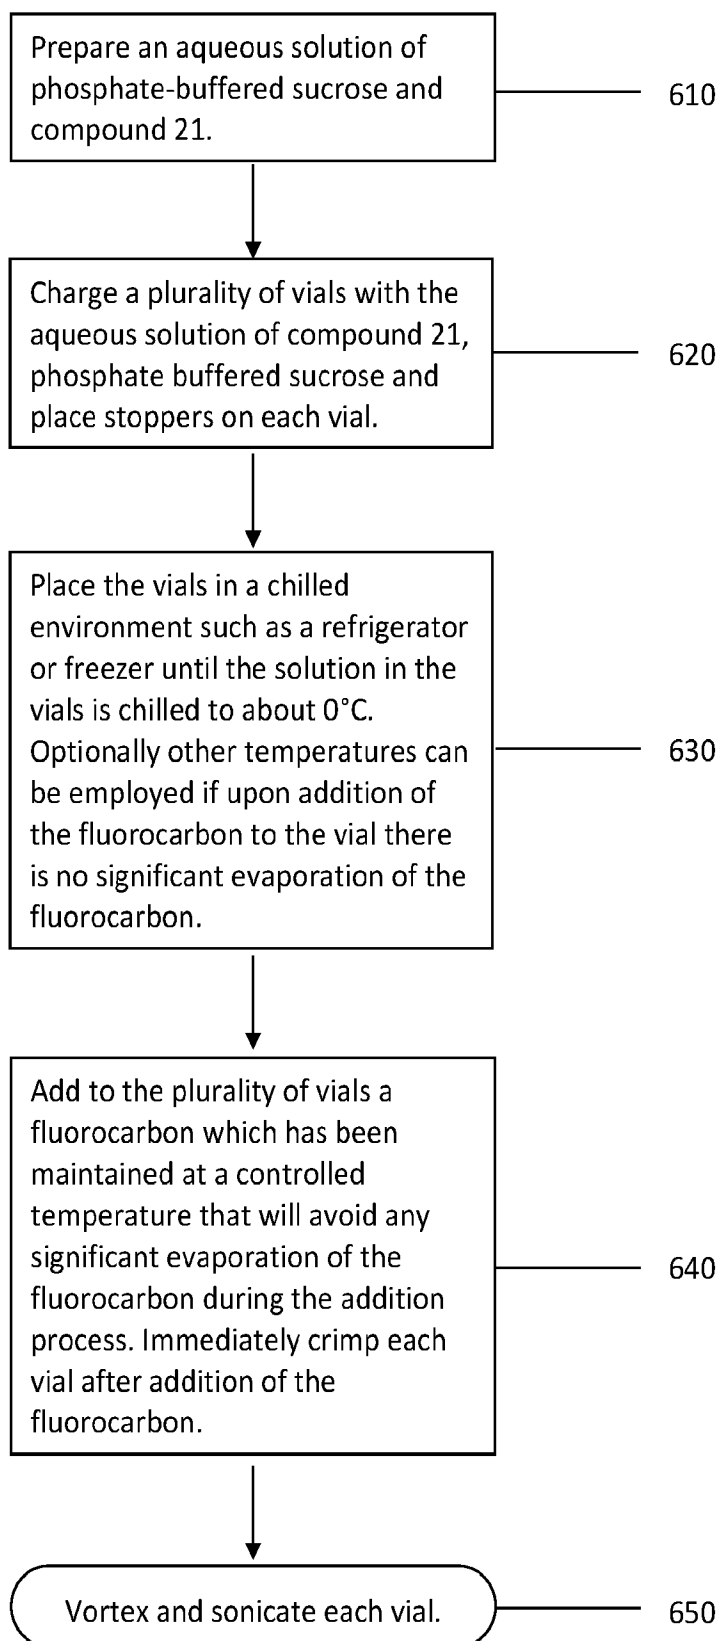 Prepare an aqueous solution of
phosphate-buffered sucrose and
compound 21.
610
Charge a plurality of vials with the
aqueous solution of compound 21,
phosphate buffered sucrose and
place stoppers on each vial.
620
Place the vials in a chilled
environment such as a refrigerator
or freezer until the solution in the
vials is chilled to about 0°C.
Optionally other temperatures can
be employed if upon addition of
the fluorocarbon to the vial there
is no significant evaporation of the
fluorocarbon.
630
Add to the plurality of vials a
fluorocarbon which has been
maintained at a controlled
temperature that will avoid any
significant evaporation of the
fluorocarbon during the addition
process. Immediately crimp each
vial after addition of the
fluorocarbon.
640
Vortex and sonicate each vial.
650